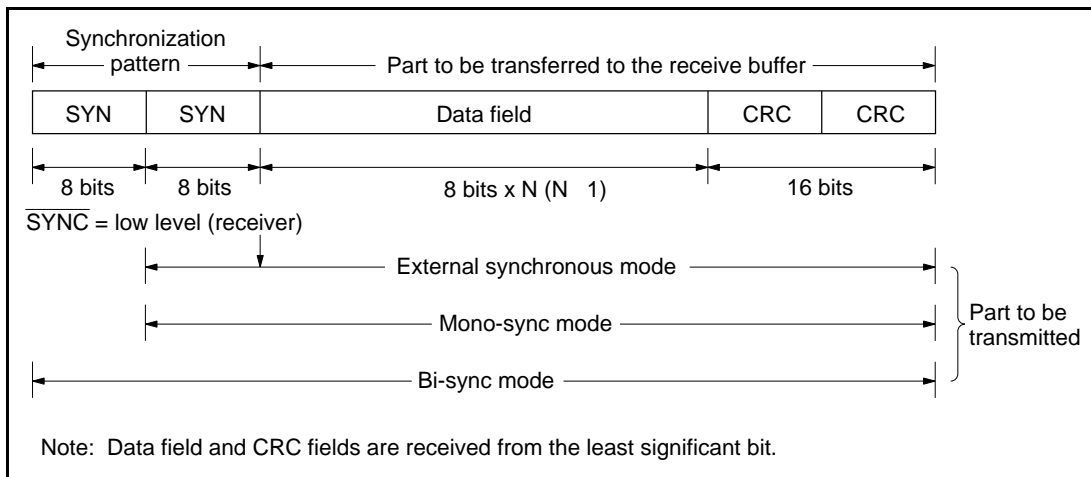 Synchronization
pattern
Part to be transferred to the receive buffer
SYN SYN Data field CRC CRC
8 bits 8 bits 8 bits x N (N 1) 16 bits
SYNC = low level (receiver)
External synchronous mode
Mono-sync mode
Bi-sync mode
Part to be
transmitted
Note: Data field and CRC fields are received from the least significant bit.